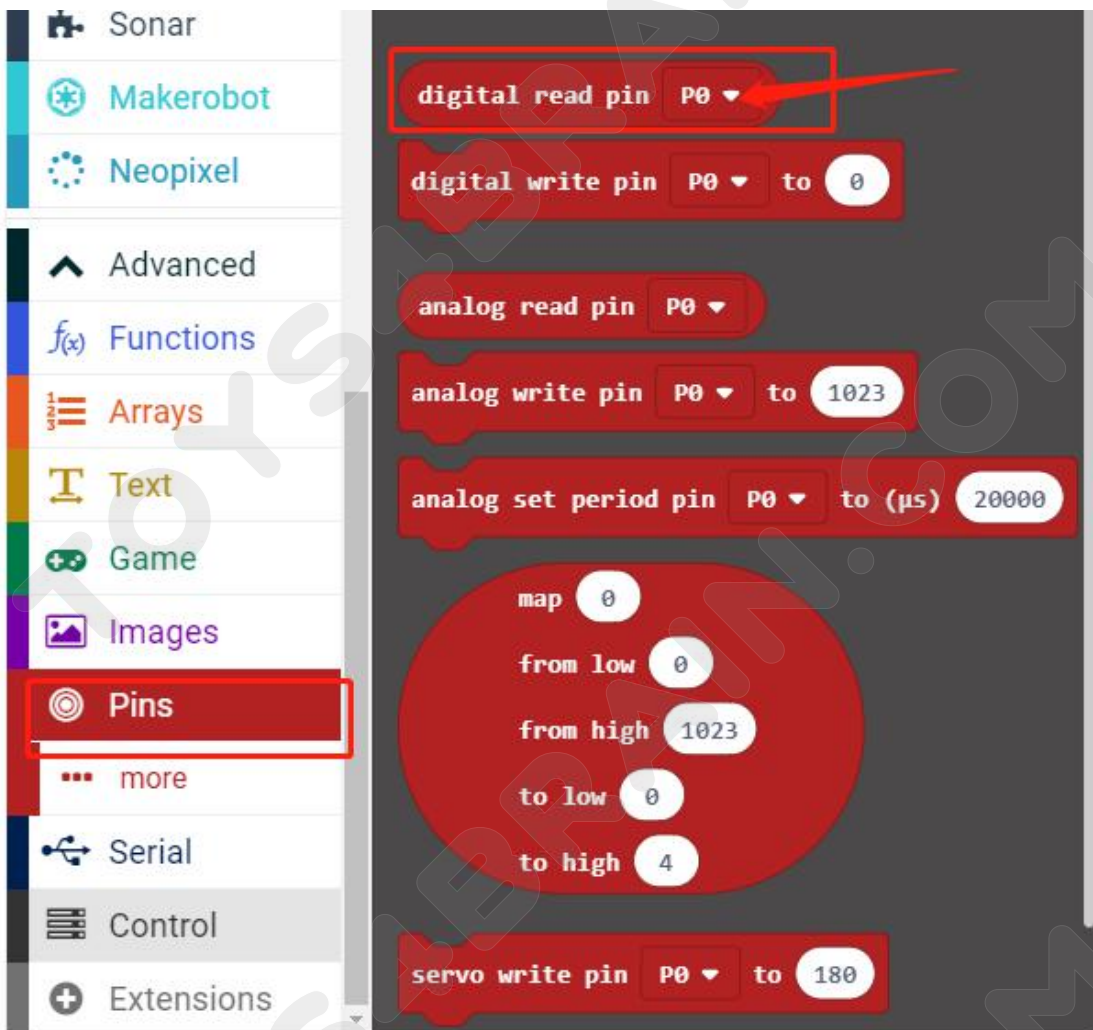 Sonar
Makerobot
Neopixel
Advanced
f(x) Functions
Arrays
Text
Game
Images
Pins
more
Serial
Control
Extensions
digital read pin P0
digital write pin P0 to 0
analog read pin P0
analog write pin P0 to 1023
analog set period pin P0 to (µs) 20000
map 0
from low 0
from high 1023
to low 0
to high 4
servo write pin P0 to 180
TOYS4BRAIN.COM